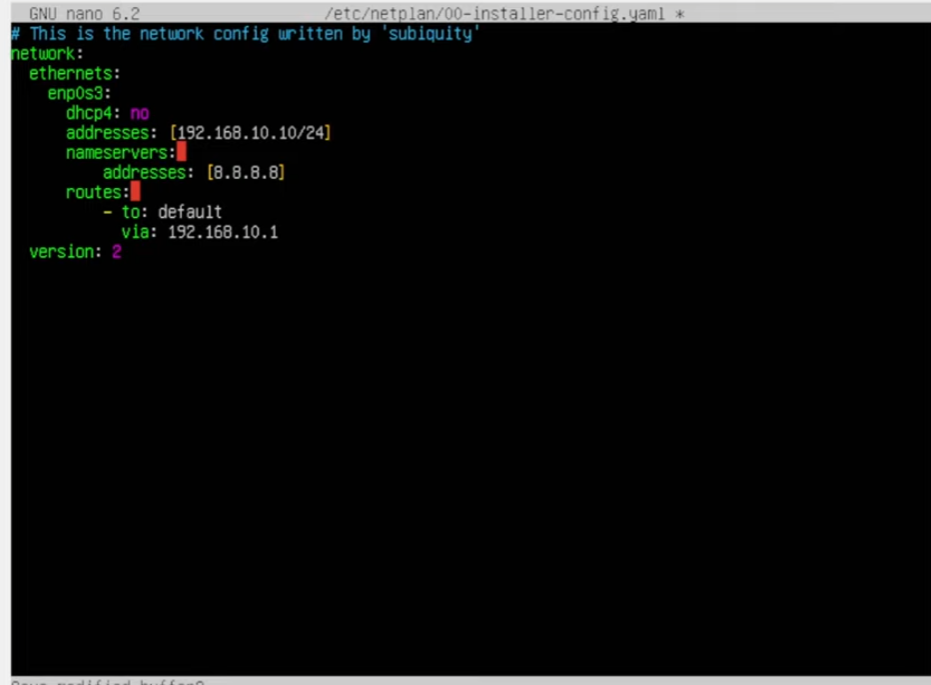 GNU nano 6.2 /etc/netplan/00-installer-config.yaml *
# This is the network config written by 'subiquity'
network:
  ethernets:
    enp0s3:
      dhcp4: no
      addresses: [192.168.10.10/24]
      nameservers:
          addresses: [8.8.8.8]
      routes:
          - to: default
            via: 192.168.10.1
  version: 2